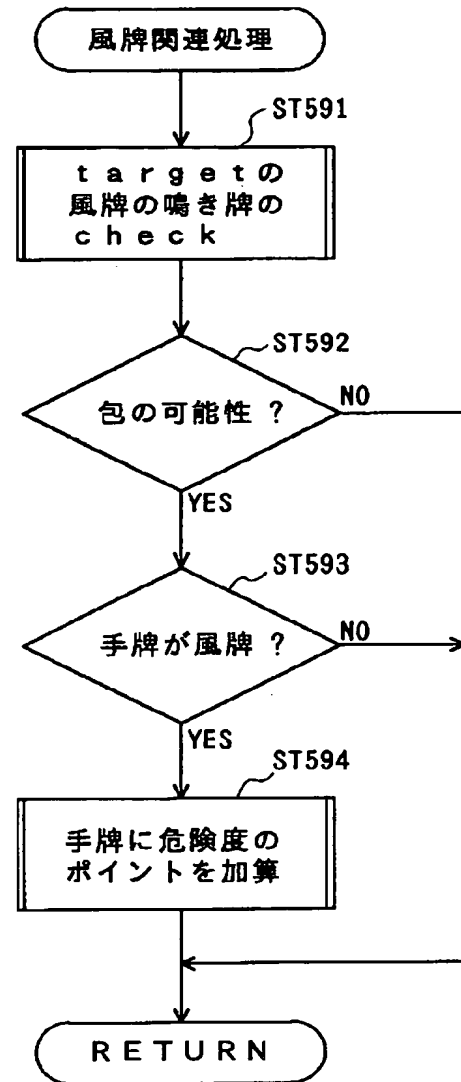 風牌関連処理
ST591
targetの
風牌の鳴き牌の
check
ST592
包の可能性 ?
NO
YES
ST593
手牌が風牌 ?
NO
YES
ST594
手牌に危険度の
ポイントを加算
RETURN